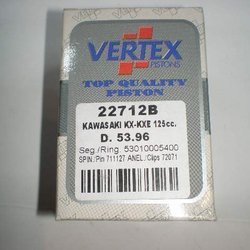 VERTEX
PISTONS
TOP QUALITY
PISTON
22712B
KAWASAKI KX-KXE 125cc.
D. 53.96
Seg./Ring. 53010005400
SPIN.:Pin 711127 ANEL.:Clips 72071